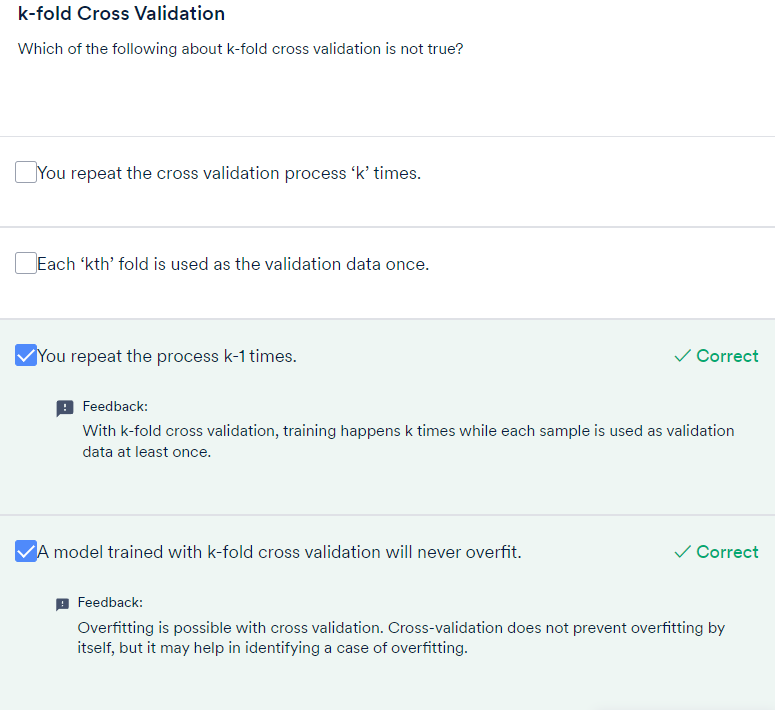 k-fold Cross Validation
Which of the following about k-fold cross validation is not true?
You repeat the cross validation process ‘k’ times.
Each ‘kth’ fold is used as the validation data once.
You repeat the process k-1 times.
Correct
Feedback:
With k-fold cross validation, training happens k times while each sample is used as validation
data at least once.
A model trained with k-fold cross validation will never overfit.
Correct
Feedback:
Overfitting is possible with cross validation. Cross-validation does not prevent overfitting by
itself, but it may help in identifying a case of overfitting.